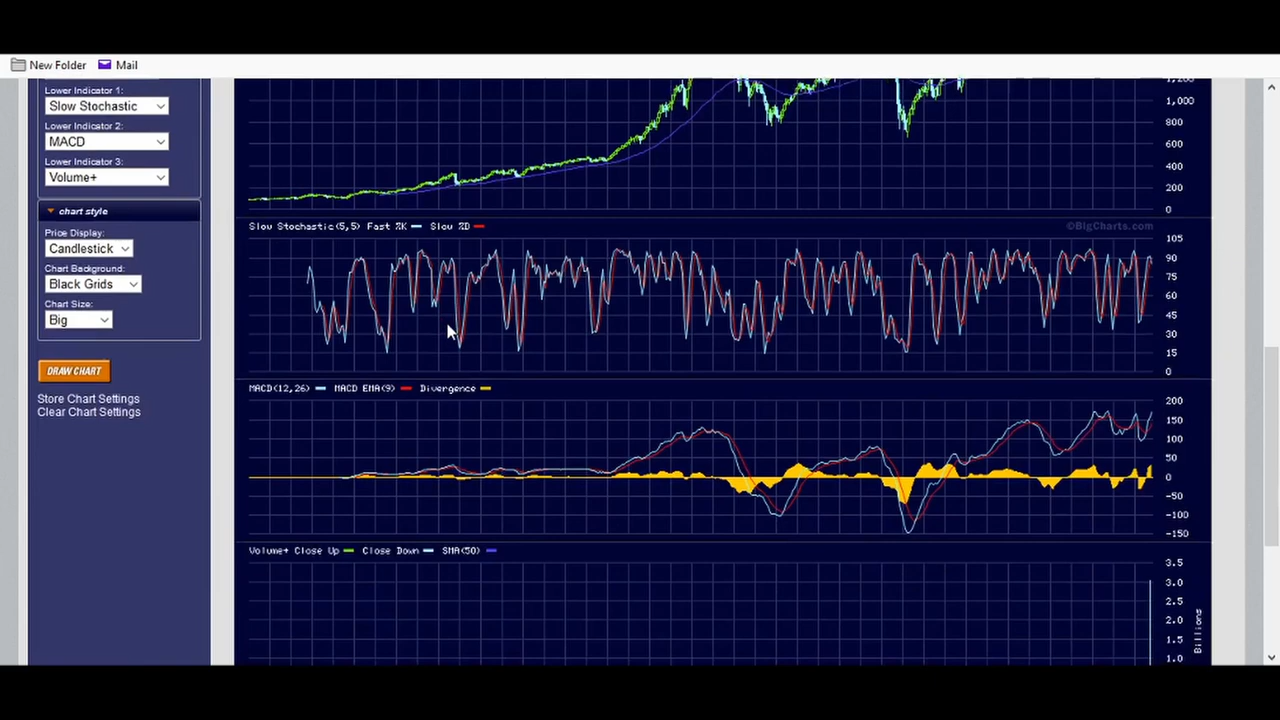 New Folder Mail
Lower Indicator 1:
Slow Stochastic
Lower Indicator 2:
MACD
Lower Indicator 3:
Volume+
chart style
Price Display:
Candlestick
Chart Background:
Black Grids
Chart Size:
Big
DRAW CHART
Store Chart Settings
Clear Chart Settings
1,200
1,000
800
600
400
200
0
Slow Stochastic(5,5) Fast %K Slow %D
©BigCharts.com
105
90
75
60
45
30
15
0
MACD(12,26) MACD EMA(9) Divergence
200
150
100
50
0
-50
-100
-150
Volume+ Close Up Close Down SMA(50)
3.5
3.0
2.5
2.0
1.5
1.0
Billions